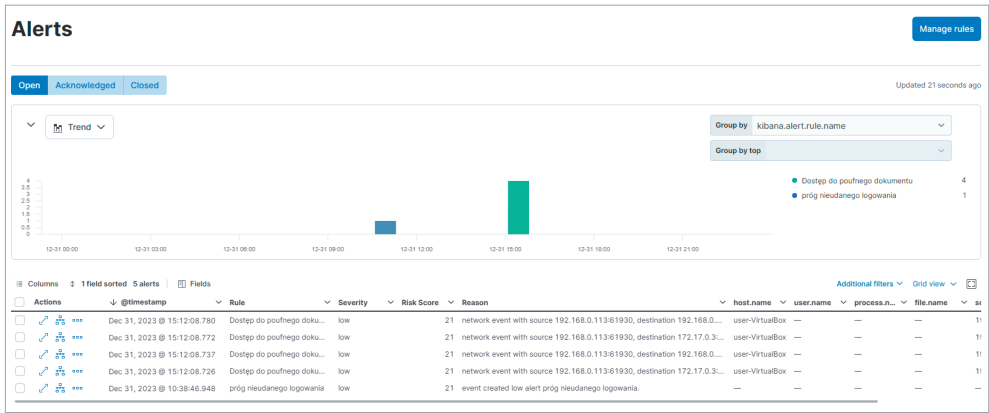 Alerts
Manage rules
Open Acknowledged Closed
Updated 21 seconds ago
Trend
Group by kibana.alert.rule.name
Group by top
4
3.5
3
2.5
2
1.5
1
0.5
0
Dostęp do poufnego dokumentu 4
próg nieudanego logowania 1
12-31 00:00 12-31 03:00 12-31 06:00 12-31 09:00 12-31 12:00 12-31 15:00 12-31 18:00 12-31 21:00
Columns 1 field sorted 5 alerts Fields
Additional filters Grid view
Actions @timestamp Rule Severity Risk Score Reason host.name user.name process.n... file.name
Dec 31, 2023 @ 15:12:08.780 Dostęp do poufnego doku... low 21 network event with source 192.168.0.113:61930, destination 192.168.0.... user-VirtualBox — — —
Dec 31, 2023 @ 15:12:08.772 Dostęp do poufnego doku... low 21 network event with source 192.168.0.113:61930, destination 172.17.0.3:... user-VirtualBox — — —
Dec 31, 2023 @ 15:12:08.737 Dostęp do poufnego doku... low 21 network event with source 192.168.0.113:61930, destination 192.168.0.... user-VirtualBox — — —
Dec 31, 2023 @ 15:12:08.726 Dostęp do poufnego doku... low 21 network event with source 192.168.0.113:61930, destination 172.17.0.3:... user-VirtualBox — — —
Dec 31, 2023 @ 10:38:46.948 próg nieudanego logowania low 21 event created low alert próg nieudanego logowania. — — — —